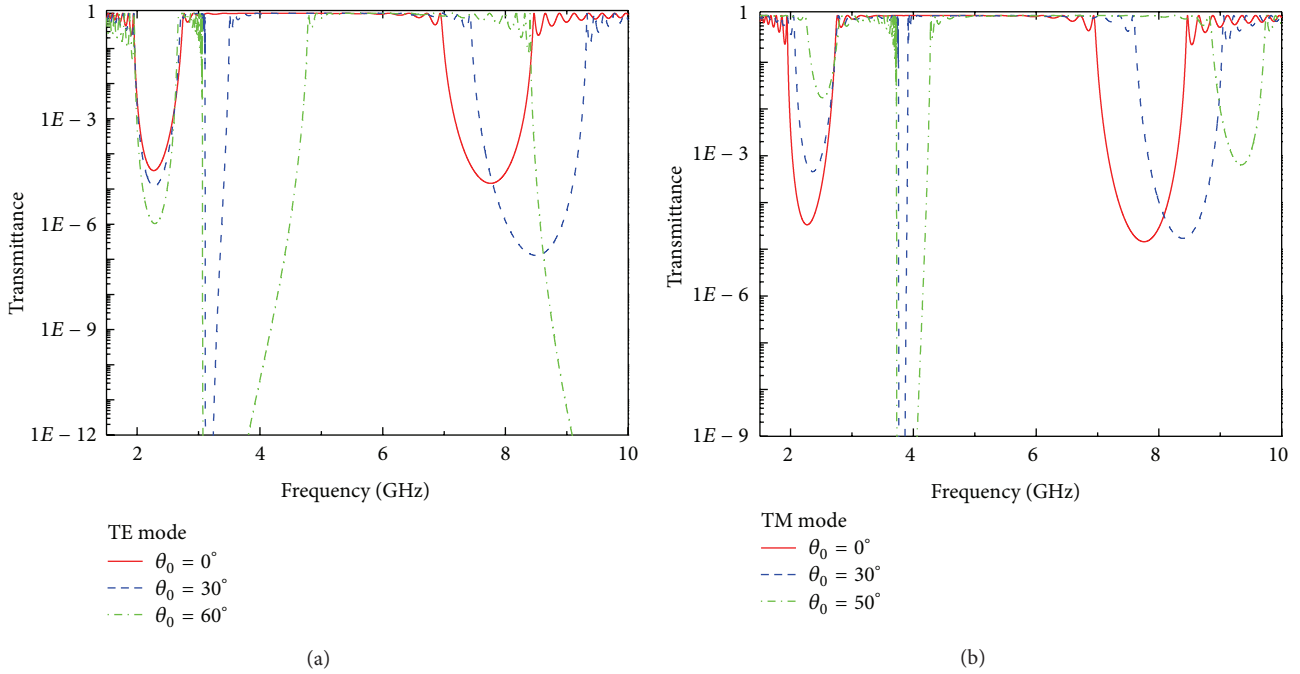 1
1E − 3
1E − 6
1E − 9
1E − 12
Transmittance
2 4 6 8 10
Frequency (GHz)
TE mode
θ0 = 0°
θ0 = 30°
θ0 = 60°
(a)
1
1E − 3
1E − 6
1E − 9
Transmittance
2 4 6 8 10
Frequency (GHz)
TM mode
θ0 = 0°
θ0 = 30°
θ0 = 50°
(b)